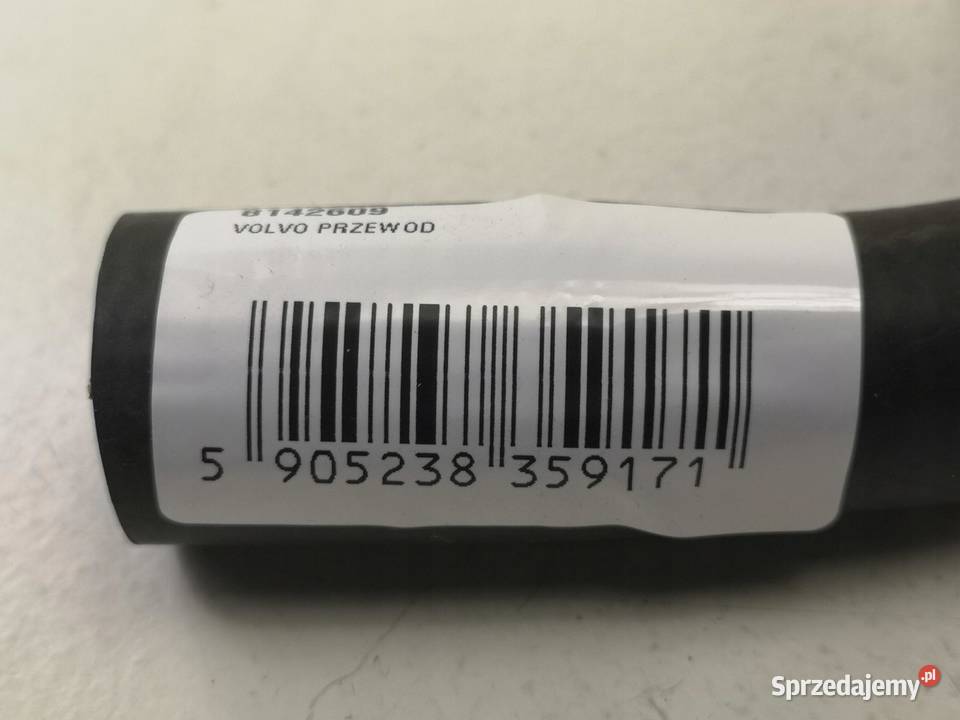 8142609
VOLVO PRZEWOD
5 905238 359171
Sprzedajemy.pl